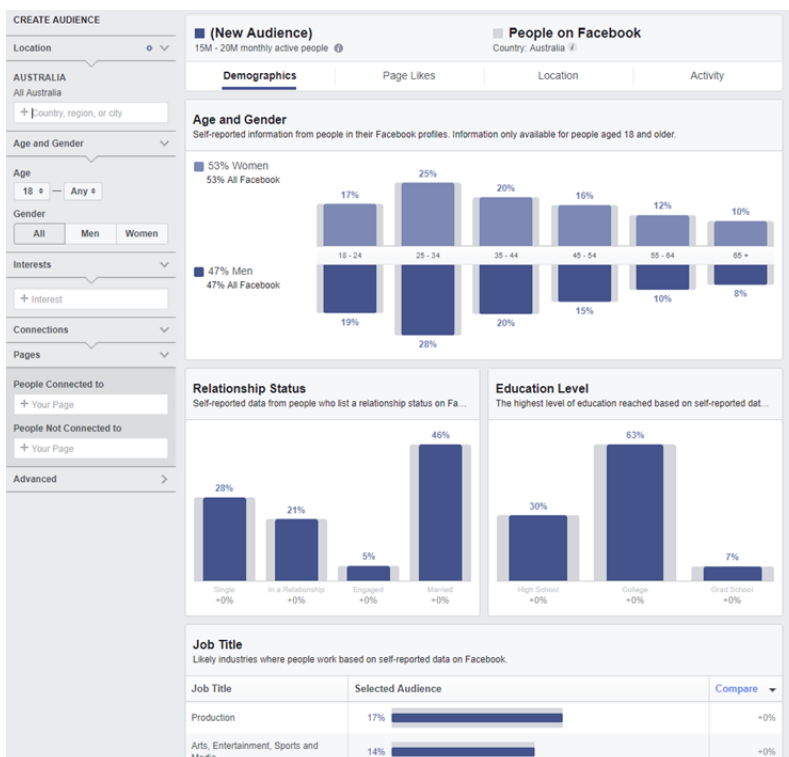 CREATE AUDIENCE
Location 0
AUSTRALIA
All Australia
+ Country, region, or city
Age and Gender
Age
18 — Any
Gender
All Men Women
Interests
+ Interest
Connections
Pages
People Connected to
+ Your Page
People Not Connected to
+ Your Page
Advanced
(New Audience)
15M - 20M monthly active people
People on Facebook
Country: Australia
Demographics Page Likes Location Activity
Age and Gender
Self-reported information from people in their Facebook profiles. Information only available for people aged 18 and older.
53% Women
53% All Facebook
17% 25% 20% 16% 12% 10%
18 - 24 25 - 34 35 - 44 45 - 54 55 - 64 65 +
47% Men
47% All Facebook
19% 28% 20% 15% 10% 8%
Relationship Status
Self-reported data from people who list a relationship status on Fa...
28% 21% 5% 46%
Single In a Relationship Engaged Married
+0% +0% +0% +0%
Education Level
The highest level of education reached based on self-reported dat...
30% 63% 7%
High School College Grad School
+0% +0% +0%
Job Title
Likely industries where people work based on self-reported data on Facebook.
Job Title Selected Audience Compare
Production 17% +0%
Arts, Entertainment, Sports and
Media 14% +0%